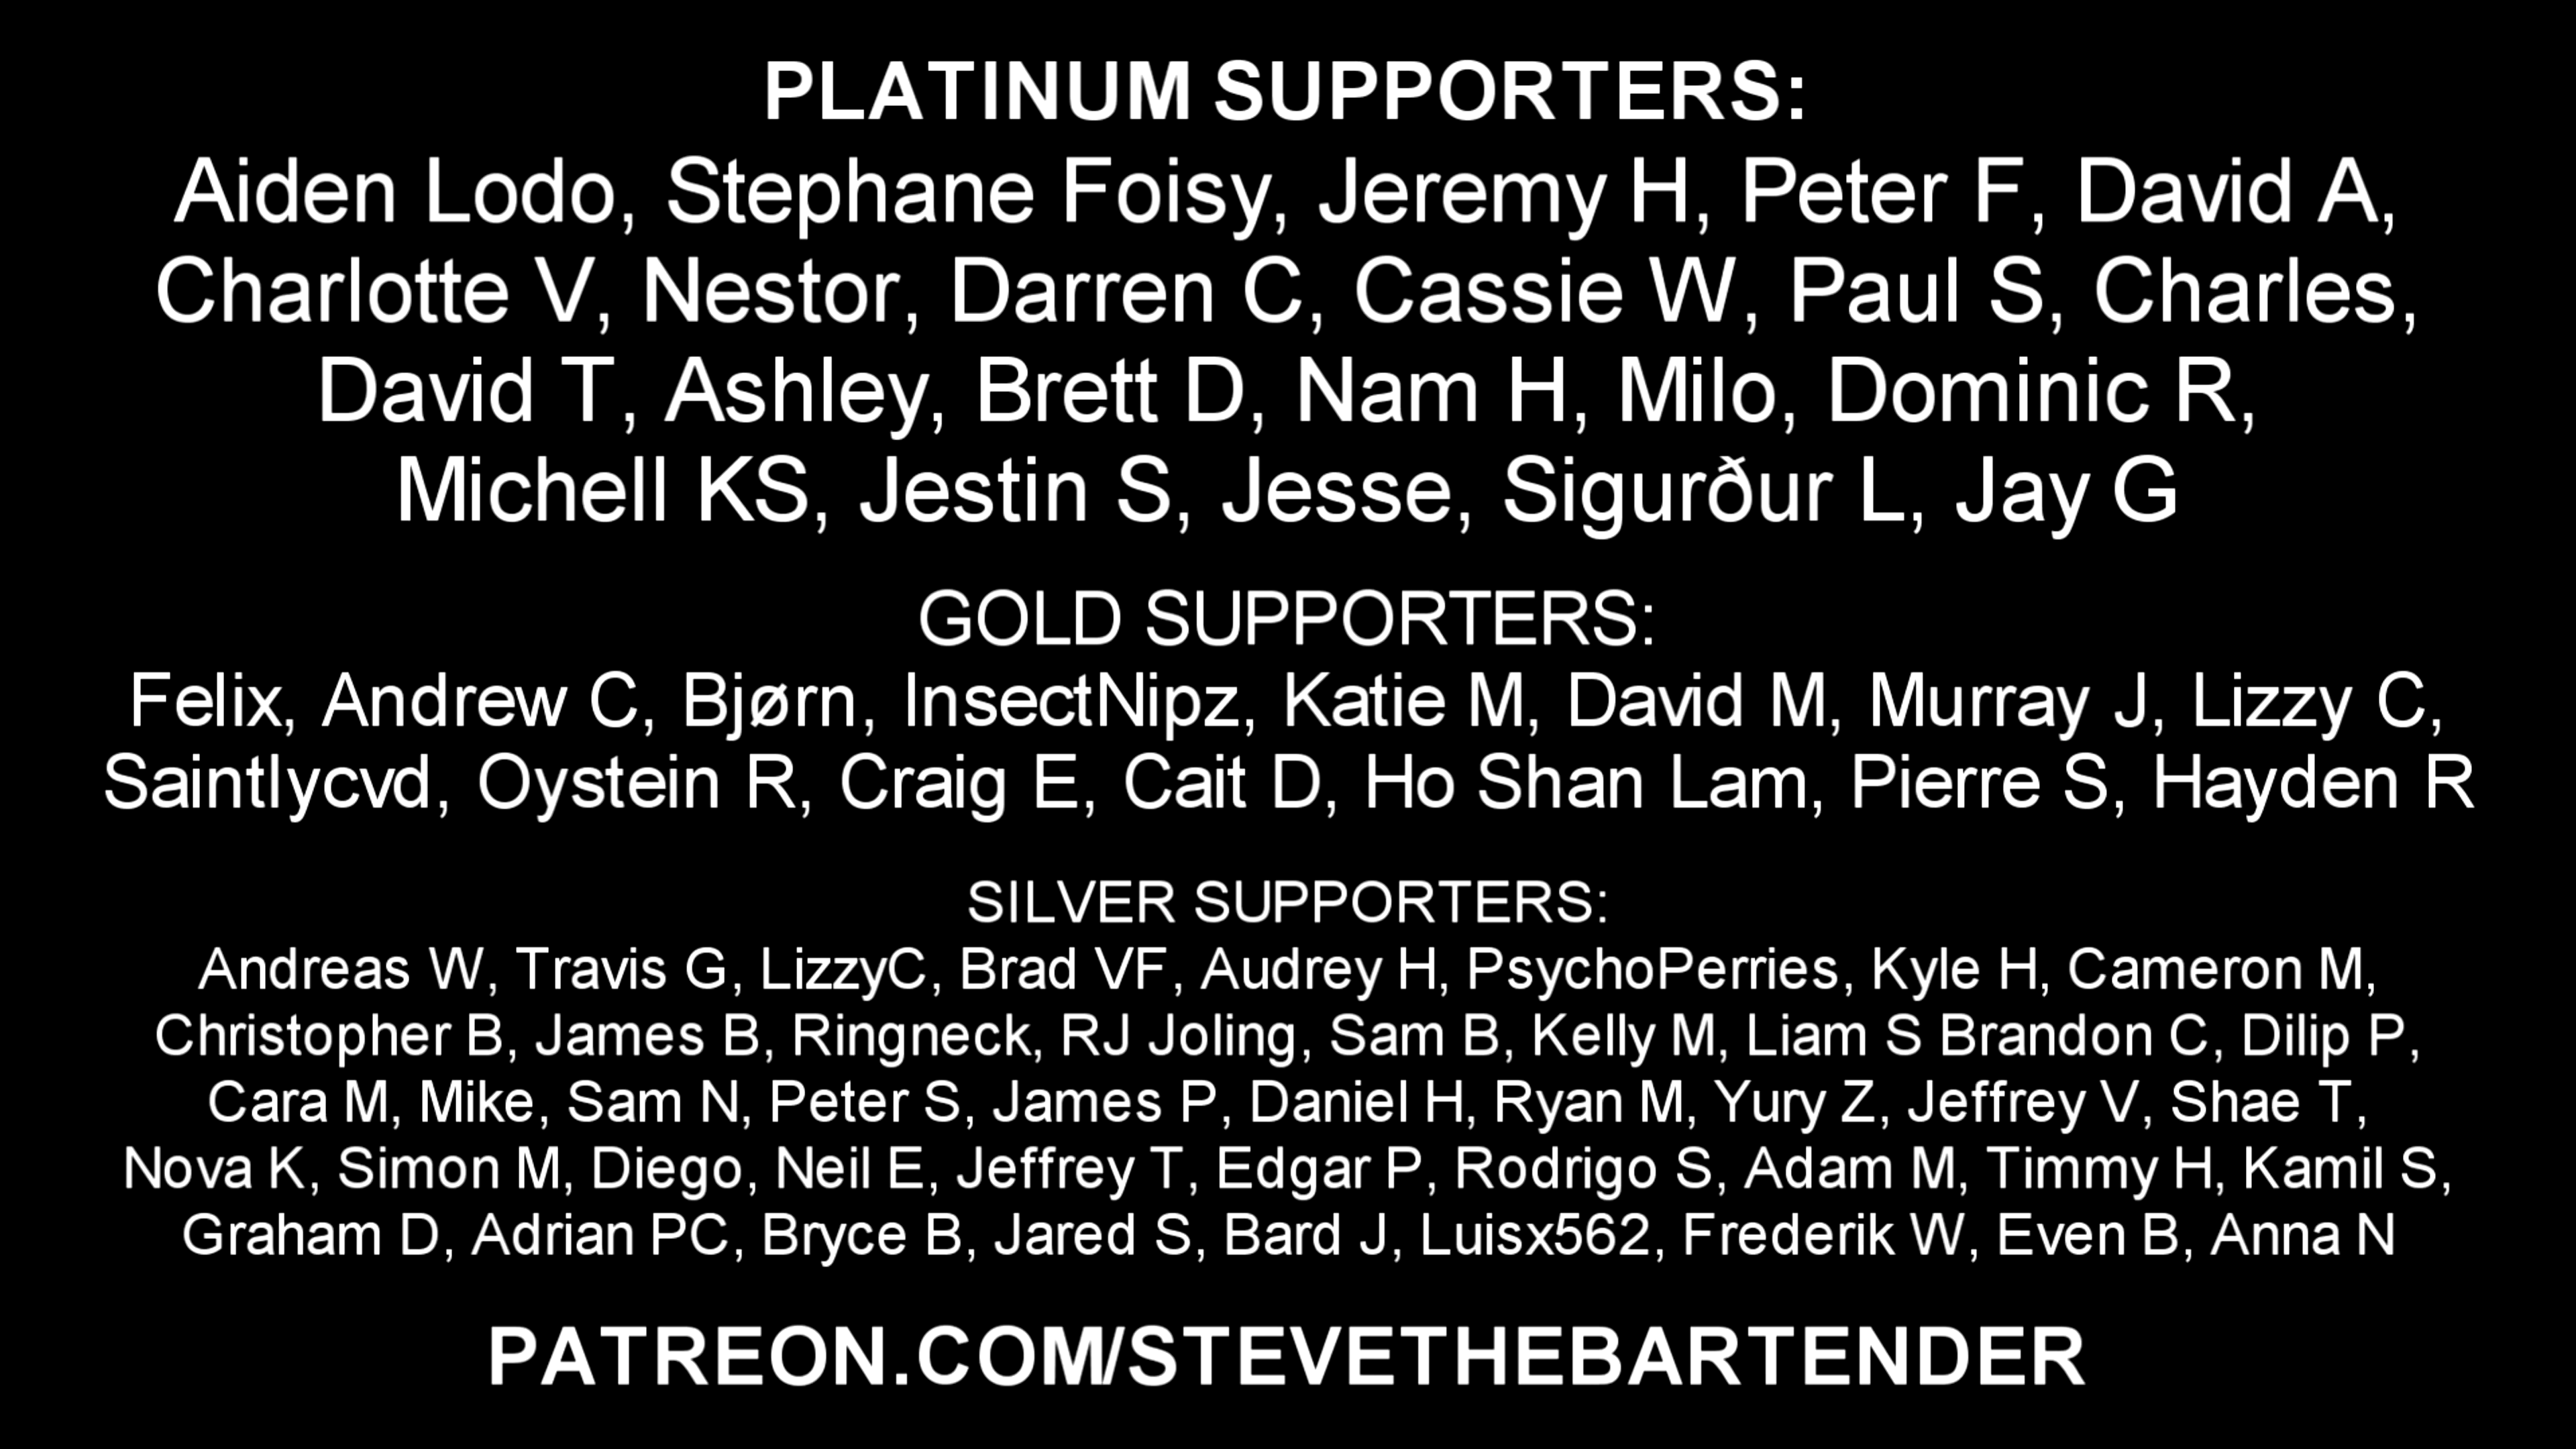 PLATINUM SUPPORTERS:
Aiden Lodo, Stephane Foisy, Jeremy H, Peter F, David A,
Charlotte V, Nestor, Darren C, Cassie W, Paul S, Charles,
David T, Ashley, Brett D, Nam H, Milo, Dominic R,
Michell KS, Jestin S, Jesse, Sigurður L, Jay G
GOLD SUPPORTERS:
Felix, Andrew C, Bjørn, InsectNipz, Katie M, David M, Murray J, Lizzy C,
Saintlycvd, Oystein R, Craig E, Cait D, Ho Shan Lam, Pierre S, Hayden R
SILVER SUPPORTERS:
Andreas W, Travis G, LizzyC, Brad VF, Audrey H, PsychoPerries, Kyle H, Cameron M,
Christopher B, James B, Ringneck, RJ Joling, Sam B, Kelly M, Liam S Brandon C, Dilip P,
Cara M, Mike, Sam N, Peter S, James P, Daniel H, Ryan M, Yury Z, Jeffrey V, Shae T,
Nova K, Simon M, Diego, Neil E, Jeffrey T, Edgar P, Rodrigo S, Adam M, Timmy H, Kamil S,
Graham D, Adrian PC, Bryce B, Jared S, Bard J, Luisx562, Frederik W, Even B, Anna N
PATREON.COM/STEVETHEBARTENDER